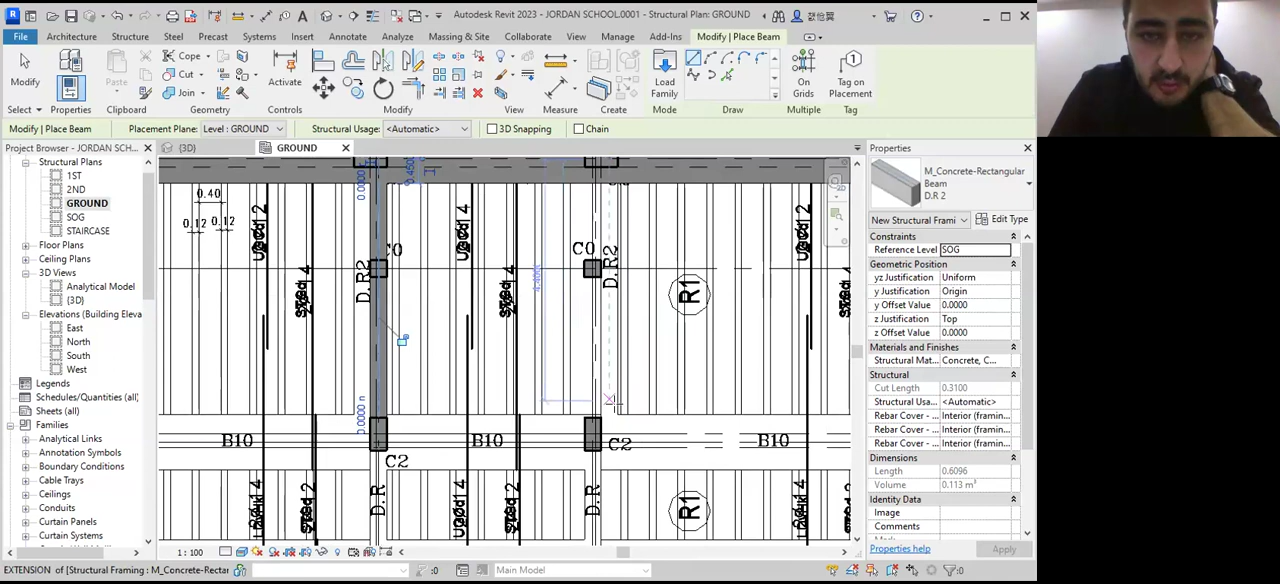 Autodesk Revit 2023 - JORDAN SCHOOL.0001 - Structural Plan: GROUND
File Architecture Structure Steel Precast Systems Insert Annotate Analyze Massing & Site Collaborate View Manage Add-Ins Modify | Place Beam
Modify Paste Cope Cut Join Activate Load Family On Grids Tag on Placement
Select Properties Clipboard Geometry Controls Modify View Measure Create Mode Draw Multiple Tag
Modify | Place Beam Placement Plane: Level : GROUND Structural Usage: <Automatic> 3D Snapping Chain
Project Browser - JORDAN SC...
Structural Plans
1ST
2ND
GROUND
SOG
STAIRCASE
Floor Plans
Ceiling Plans
3D Views
Analytical Model
{3D}
Elevations (Building Eleva
East
North
South
West
Legends
Schedules/Quantities (all)
Sheets (all)
Families
Analytical Links
Annotation Symbols
Boundary Conditions
Cable Trays
Ceilings
Conduits
Curtain Panels
Curtain Systems
{3D} GROUND
0.40
0.12 0.12
C0 C0
D.R2 D.R2
R1
B10 B10 B10
C2 C2
D.R D.R
R1
1 : 100
Properties
M_Concrete-Rectangular
Beam
D.R 2
New Structural Frami Edit Type
Constraints
Reference Level SOG
Geometric Position
yz Justification Uniform
y Justification Origin
y Offset Value 0.0000
z Justification Top
z Offset Value 0.0000
Materials and Finishes
Structural Mat... Concrete, C...
Structural
Cut Length 0.3100
Structural Usa... <Automatic>
Rebar Cover - ... Interior (framin...
Rebar Cover - ... Interior (framin...
Rebar Cover - ... Interior (framin...
Dimensions
Length 0.6096
Volume 0.113 m³
Identity Data
Image
Comments
Properties help Apply
EXTENSION of [Structural Framing : M_Concrete-Rectar :0 Main Model :0